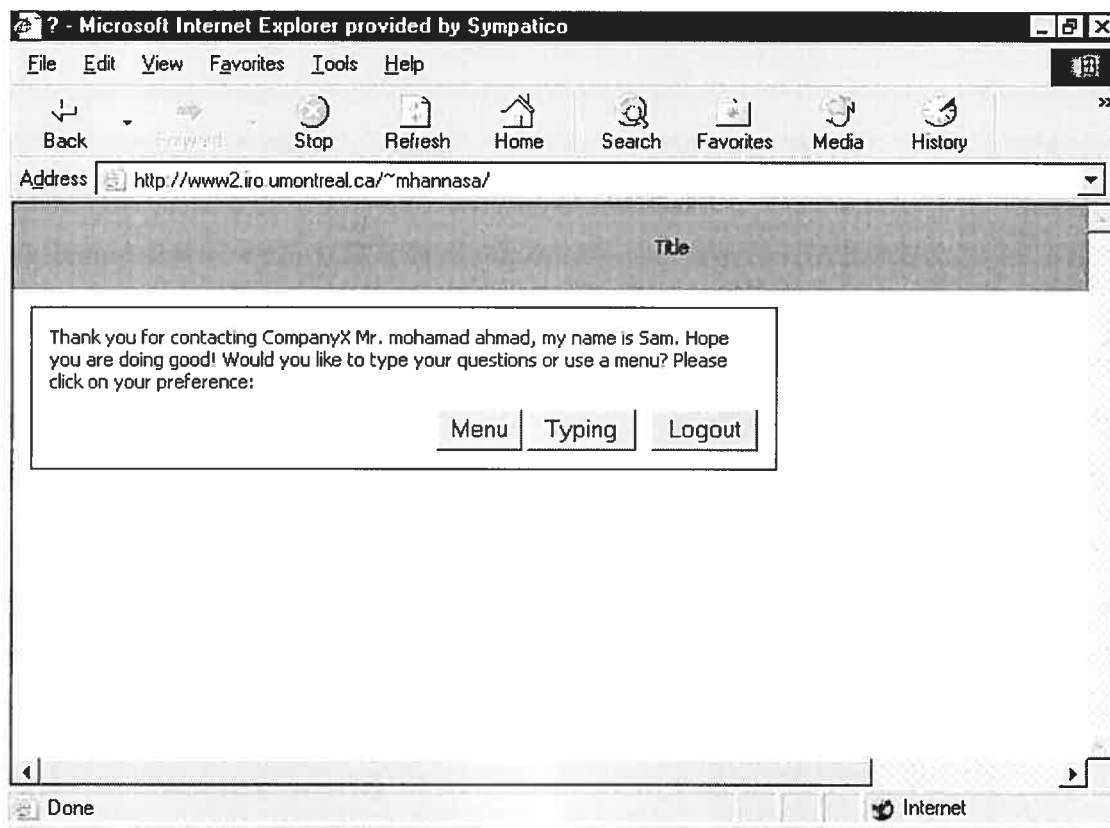 ? - Microsoft Internet Explorer provided by Sympatico
File Edit View Favorites Tools Help
Back Forward Stop Refresh Home Search Favorites Media History »
Address http://www2.iro.umontreal.ca/~mhannasa/
Title
Thank you for contacting CompanyX Mr. mohamad ahmad, my name is Sam. Hope
you are doing good! Would you like to type your questions or use a menu? Please
click on your preference:
Menu Typing Logout
Done Internet